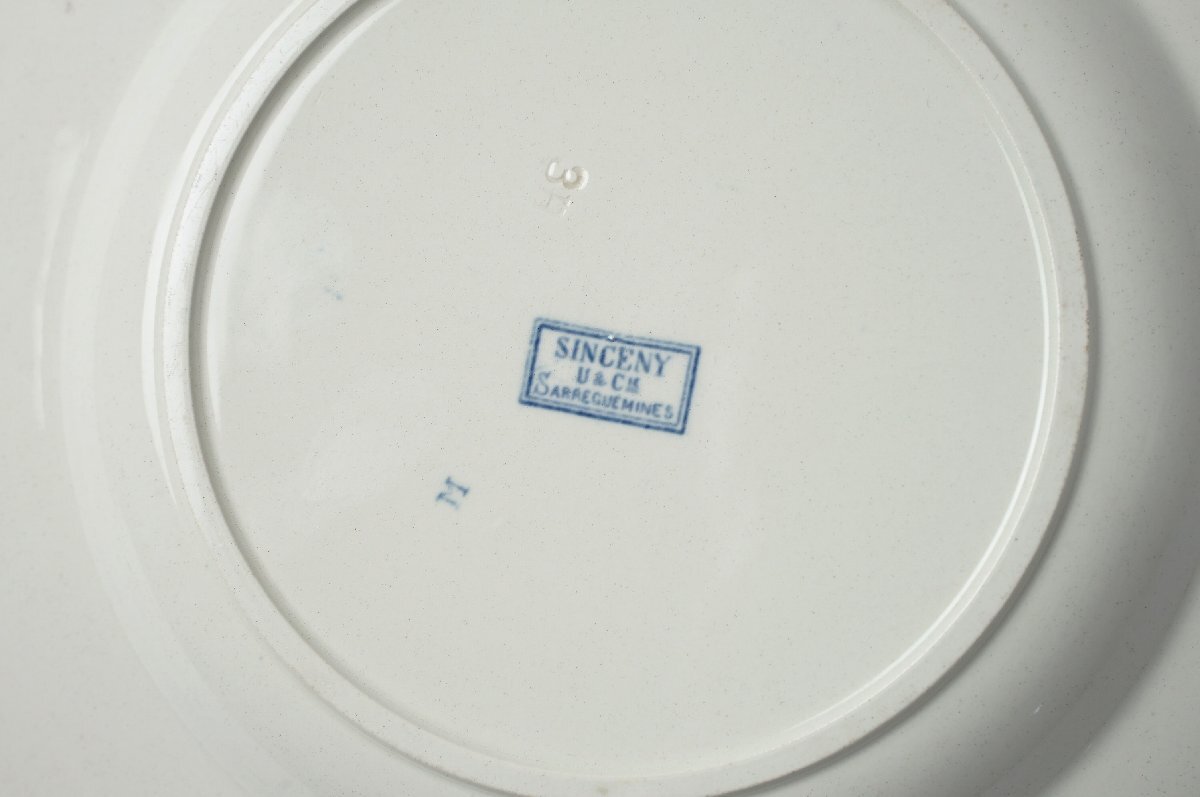 SINCENY
U & Cie
SARREGUEMINES
M